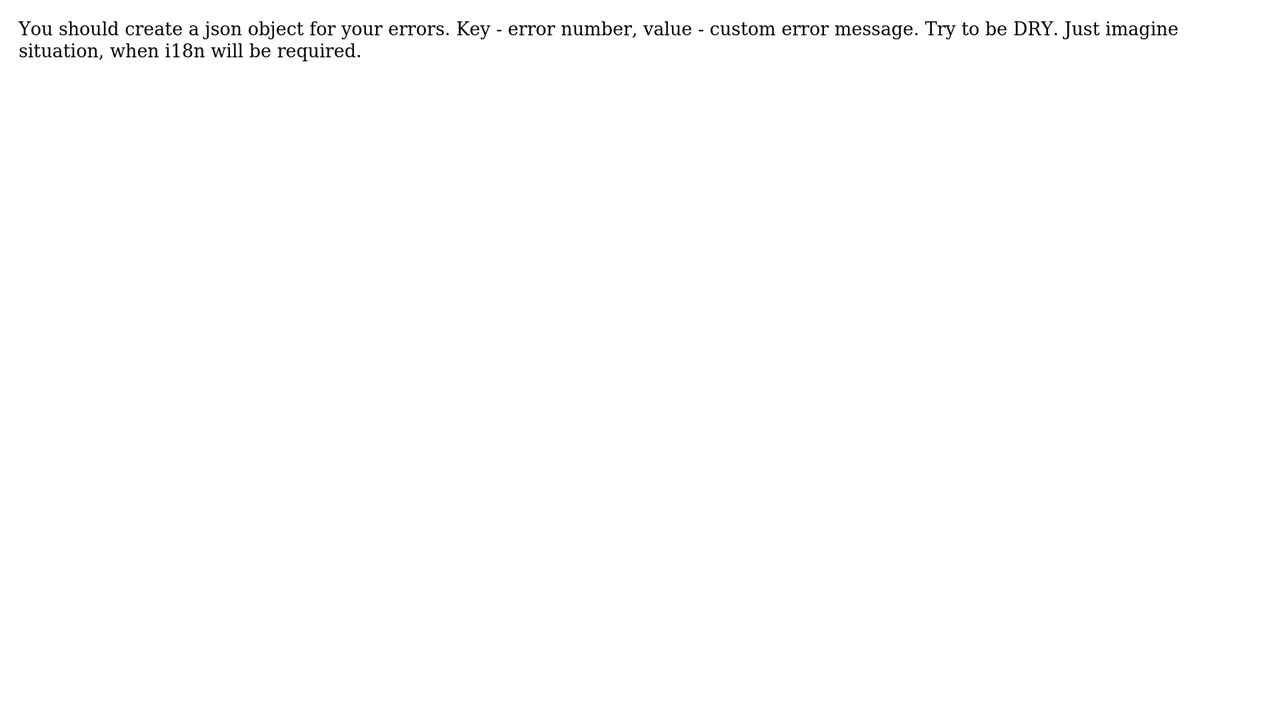 You should create a json object for your errors. Key - error number, value - custom error message. Try to be DRY. Just imagine
situation, when i18n will be required.